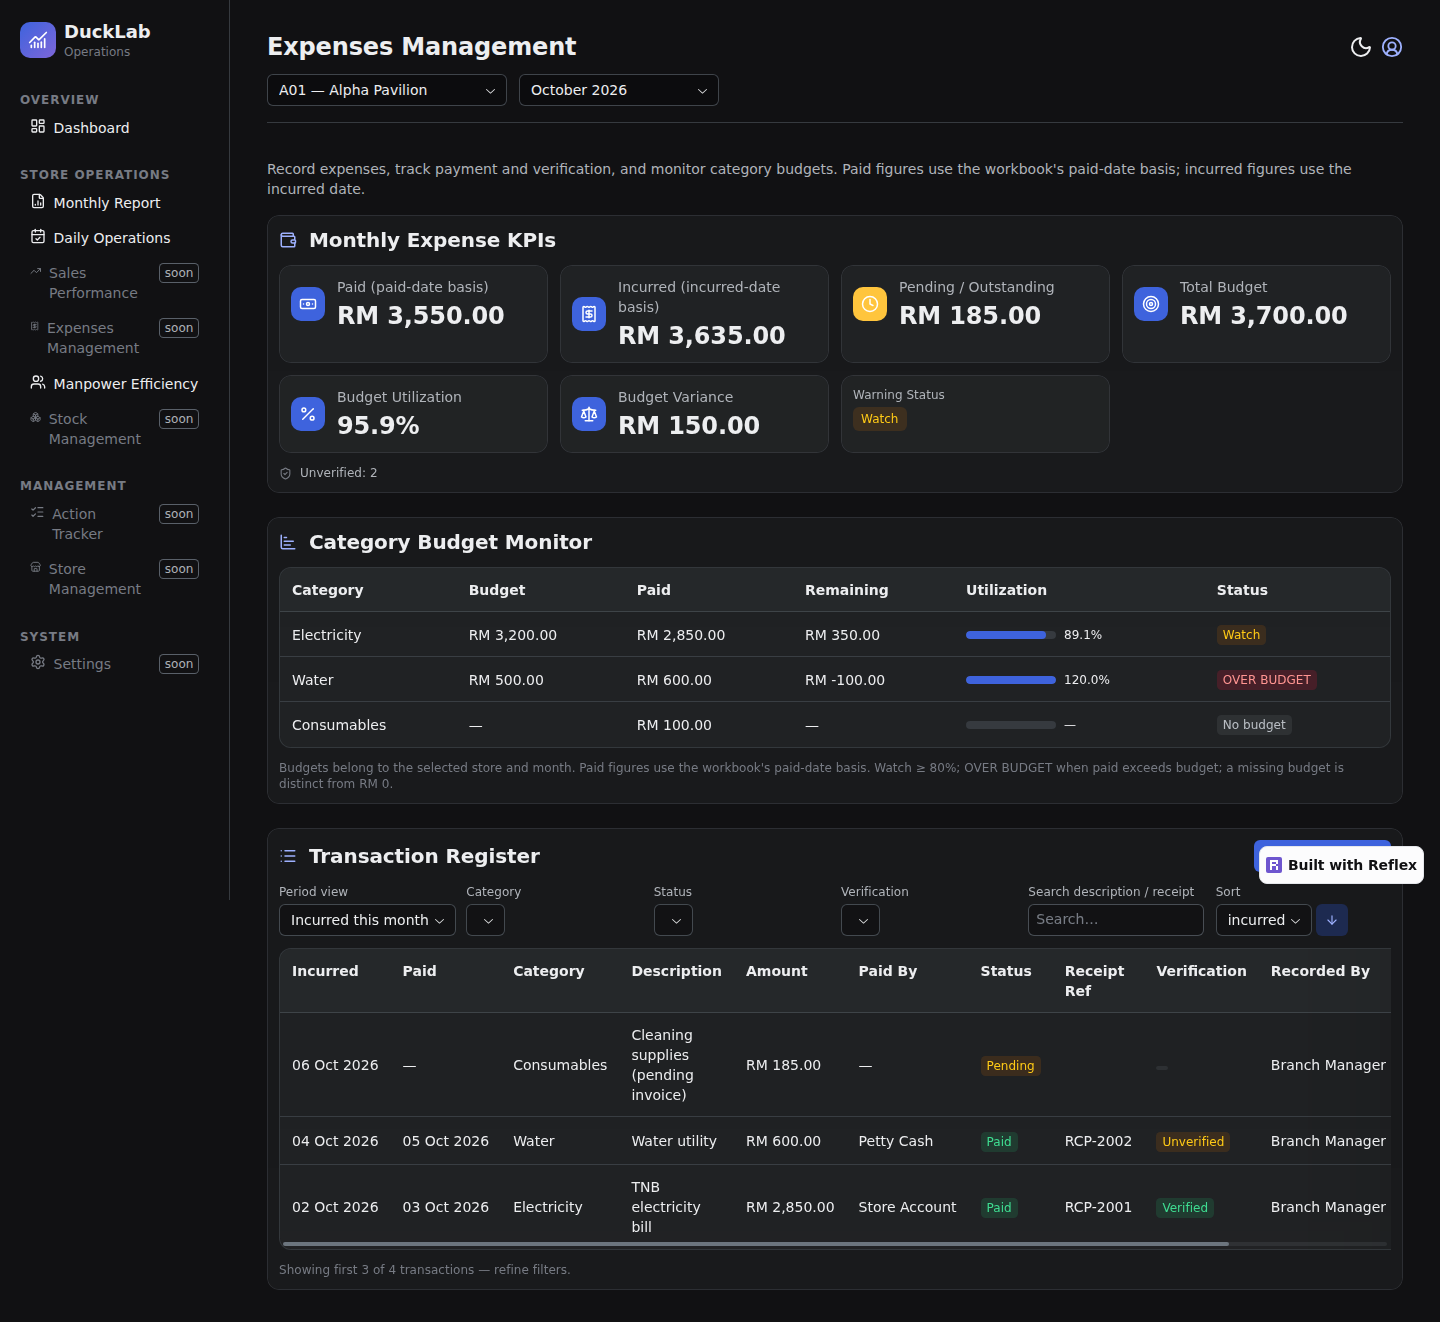 DuckLab
Operations
OVERVIEW
Dashboard
STORE OPERATIONS
Monthly Report
Daily Operations
Sales
Performance
soon
Expenses
Management
soon
Manpower Efficiency
Stock
Management
soon
MANAGEMENT
Action
Tracker
soon
Store
Management
soon
SYSTEM
Settings
soon
Expenses Management
A01 — Alpha Pavilion
October 2026
Record expenses, track payment and verification, and monitor category budgets. Paid figures use the workbook's paid-date basis; incurred figures use the
incurred date.
Monthly Expense KPIs
Paid (paid-date basis)
RM 3,550.00
Incurred (incurred-date
basis)
RM 3,635.00
Pending / Outstanding
RM 185.00
Total Budget
RM 3,700.00
Budget Utilization
95.9%
Budget Variance
RM 150.00
Warning Status
Watch
Unverified: 2
Category Budget Monitor
Category Budget Paid Remaining Utilization Status
Electricity RM 3,200.00 RM 2,850.00 RM 350.00 89.1% Watch
Water RM 500.00 RM 600.00 RM -100.00 120.0% OVER BUDGET
Consumables — RM 100.00 — — No budget
Budgets belong to the selected store and month. Paid figures use the workbook's paid-date basis. Watch ≥ 80%; OVER BUDGET when paid exceeds budget; a missing budget is
distinct from RM 0.
Transaction Register
Built with Reflex
Period view Category Status Verification Search description / receipt Sort
Incurred this month Search… incurred
Incurred Paid Category Description Amount Paid By Status Receipt Verification Recorded By
Ref
Cleaning
supplies
06 Oct 2026 — Consumables (pending RM 185.00 — Pending Branch Manager
invoice)
04 Oct 2026 05 Oct 2026 Water Water utility RM 600.00 Petty Cash Paid RCP-2002 Unverified Branch Manager
TNB
02 Oct 2026 03 Oct 2026 Electricity electricity RM 2,850.00 Store Account Paid RCP-2001 Verified Branch Manager
bill
Showing first 3 of 4 transactions — refine filters.